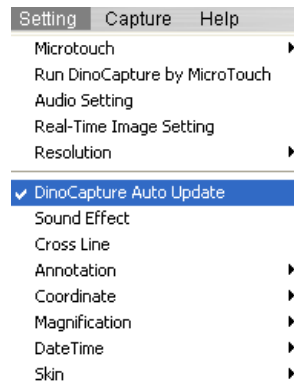 Setting Capture Help
Microtouch
Run DinoCapture by MicroTouch
Audio Setting
Real-Time Image Setting
Resolution
DinoCapture Auto Update
Sound Effect
Cross Line
Annotation
Coordinate
Magnification
DateTime
Skin